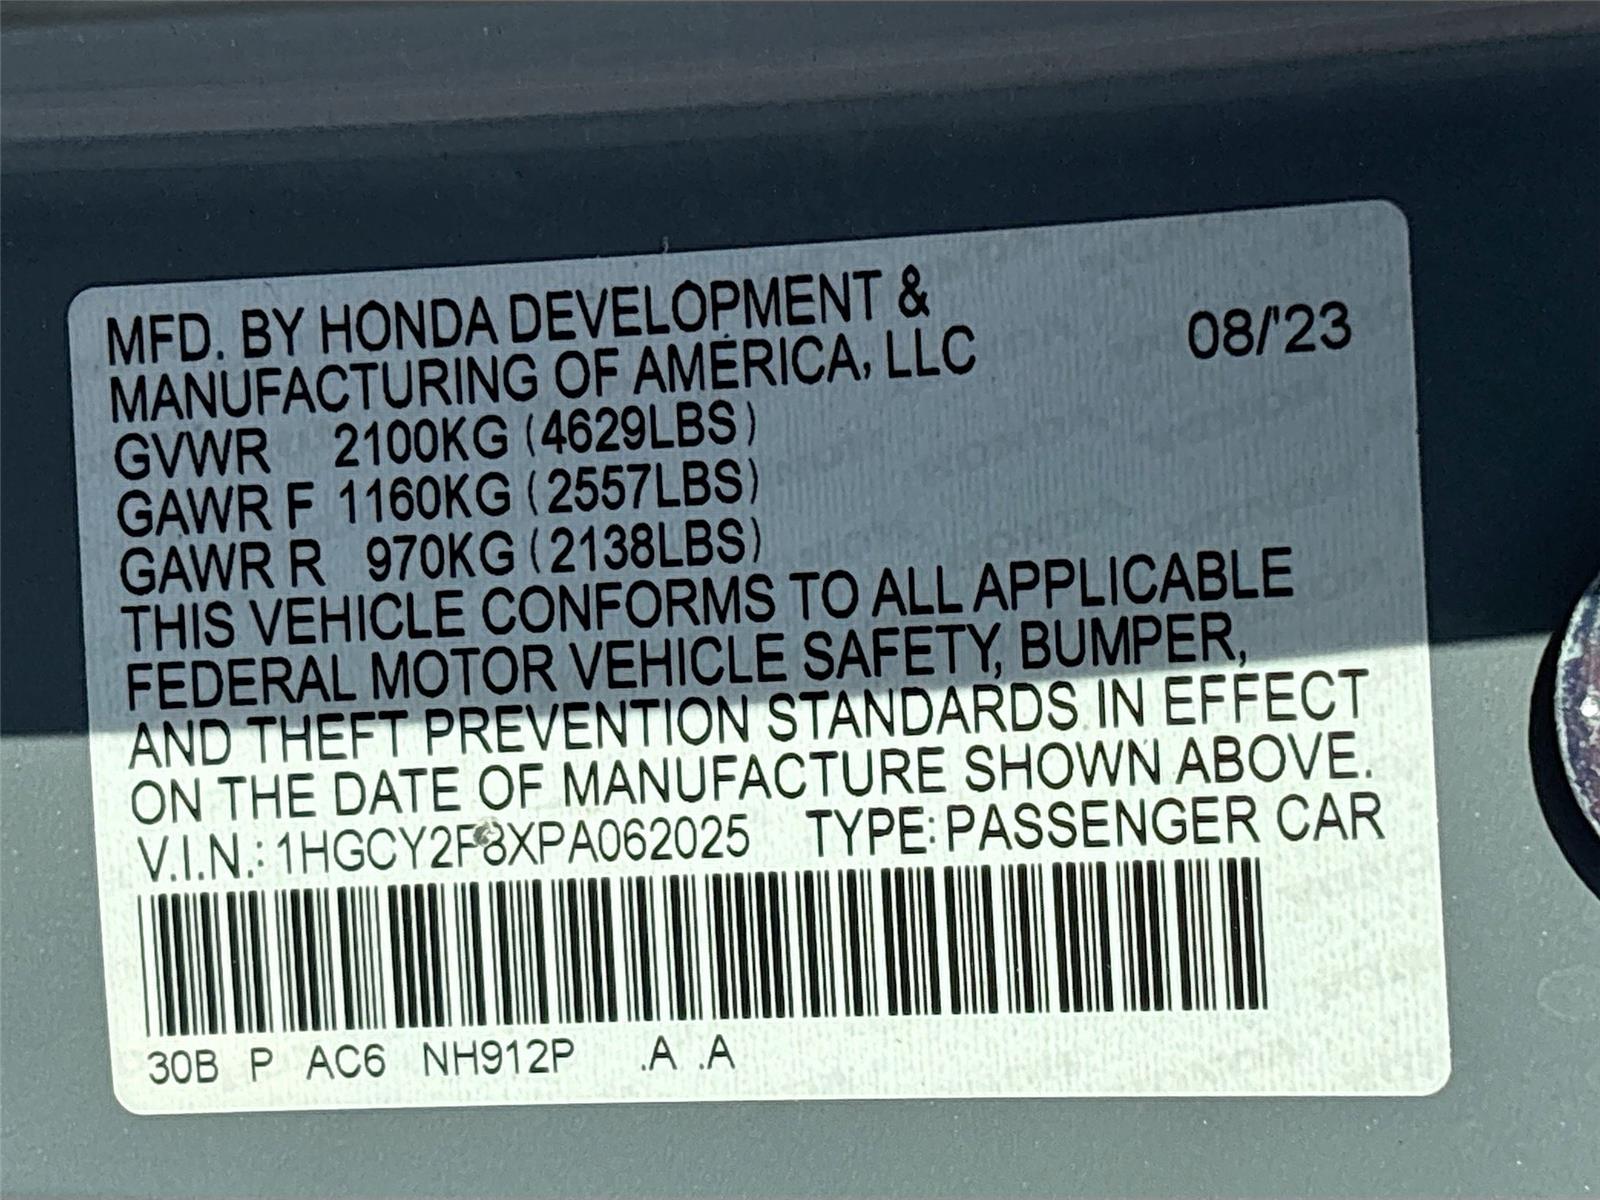 MFD. BY HONDA DEVELOPMENT &
MANUFACTURING OF AMERICA, LLC 08/'23
GVWR 2100KG (4629LBS)
GAWR F 1160KG (2557LBS)
GAWR R 970KG (2138LBS)
THIS VEHICLE CONFORMS TO ALL APPLICABLE
FEDERAL MOTOR VEHICLE SAFETY, BUMPER,
AND THEFT PREVENTION STANDARDS IN EFFECT
ON THE DATE OF MANUFACTURE SHOWN ABOVE.
V.I.N.: 1HGCY2F8XPA062025 TYPE: PASSENGER CAR
30B P AC6 NH912P .A .A